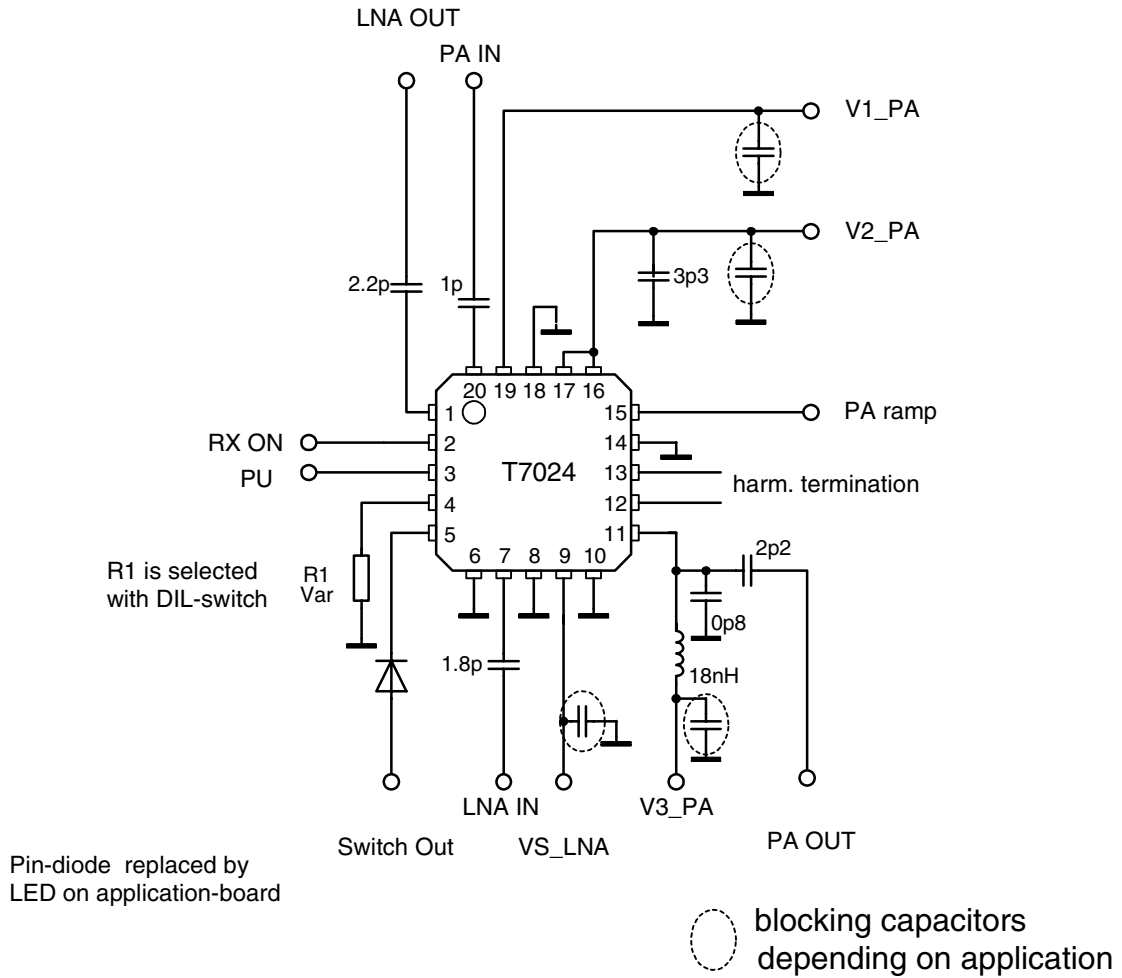 LNA OUT
PA IN
V1_PA
V2_PA
2.2p
1p
3p3
20
19
18
17
16
1
15
PA ramp
RX ON
2
14
PU
3
T7024
13
harm. termination
4
12
5
11
6
7
8
9
10
2p2
R1 is selected
with DIL-switch
R1
Var
0p8
1.8p
18nH
LNA IN
V3_PA
Switch Out
VS_LNA
PA OUT
Pin-diode replaced by
LED on application-board
blocking capacitors
depending on application